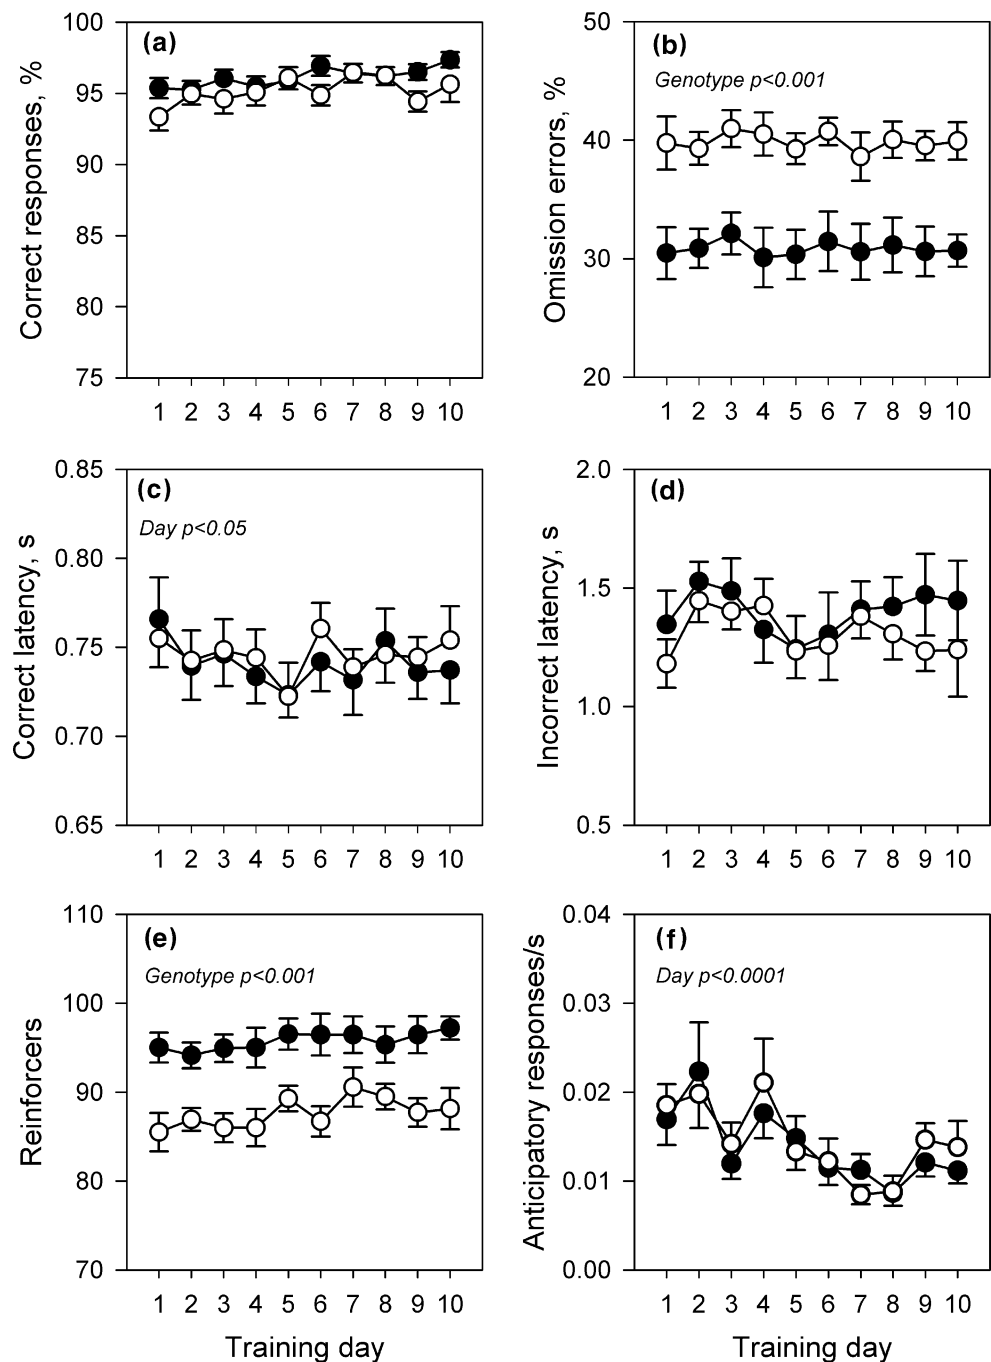 (a)
Correct responses, %
100
95
90
85
80
75
1 2 3 4 5 6 7 8 9 10
(b)
Genotype p<0.001
Omission errors, %
50
40
30
20
1 2 3 4 5 6 7 8 9 10
(c)
Day p<0.05
Correct latency, s
0.85
0.80
0.75
0.70
0.65
1 2 3 4 5 6 7 8 9 10
(d)
Incorrect latency, s
2.0
1.5
1.0
0.5
1 2 3 4 5 6 7 8 9 10
(e)
Genotype p<0.001
Reinforcers
110
100
90
80
70
1 2 3 4 5 6 7 8 9 10
Training day
(f)
Day p<0.0001
Anticipatory responses/s
0.04
0.03
0.02
0.01
0.00
1 2 3 4 5 6 7 8 9 10
Training day